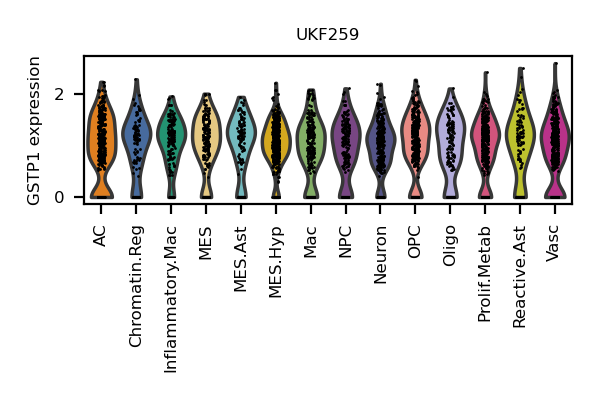 UKF259
GSTP1 expression
2
0
AC
Chromatin.Reg
Inflammatory.Mac
MES
MES.Ast
MES.Hyp
Mac
NPC
Neuron
OPC
Oligo
Prolif.Metab
Reactive.Ast
Vasc